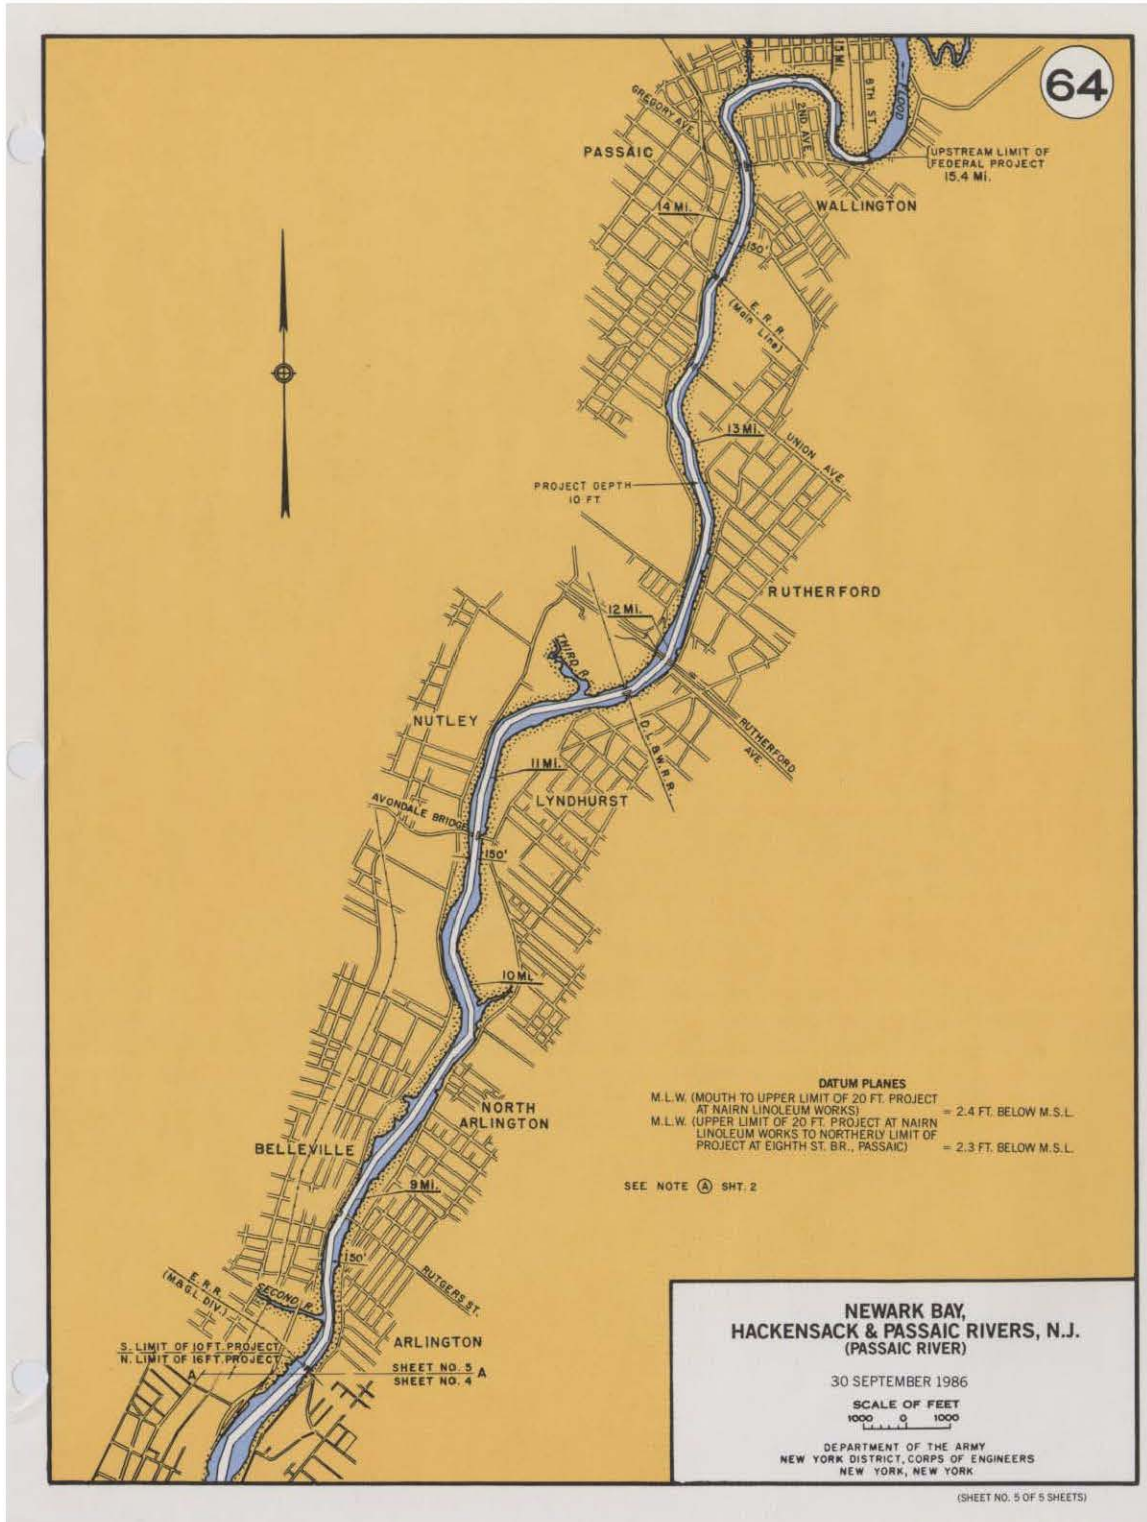 64
13 MI.
8TH ST.
FLOOD
GREGORY AVE.
2ND AVE.
PASSAIC
UPSTREAM LIMIT OF
FEDERAL PROJECT
15.4 MI.
WALLINGTON
14 MI.
150'
E. R. R.
(Main Line)
13 MI.
UNION AVE.
PROJECT DEPTH
10 FT.
RUTHERFORD
12 MI.
THIRD R.
NUTLEY
D. L. & W. R. R.
RUTHERFORD
AVE.
11 MI.
LYNDHURST
AVONDALE BRIDGE
150'
10 MI.
DATUM PLANES
M.L.W. (MOUTH TO UPPER LIMIT OF 20 FT. PROJECT
AT NAIRN LINOLEUM WORKS) = 2.4 FT. BELOW M.S.L.
M.L.W. (UPPER LIMIT OF 20 FT. PROJECT AT NAIRN
LINOLEUM WORKS TO NORTHERLY LIMIT OF
PROJECT AT EIGHTH ST. BR., PASSAIC) = 2.3 FT. BELOW M.S.L.
NORTH
ARLINGTON
BELLEVILLE
SEE NOTE A SHT. 2
9 MI.
150'
E. R. R.
(M.&G.L. DIV.)
SECOND R.
RUTGERS ST.
ARLINGTON
S. LIMIT OF 10 FT. PROJECT
N. LIMIT OF 16 FT. PROJECT
A
SHEET NO. 5
SHEET NO. 4
A
NEWARK BAY,
HACKENSACK & PASSAIC RIVERS, N.J.
(PASSAIC RIVER)
30 SEPTEMBER 1986
SCALE OF FEET
1000 0 1000
DEPARTMENT OF THE ARMY
NEW YORK DISTRICT, CORPS OF ENGINEERS
NEW YORK, NEW YORK
(SHEET NO. 5 OF 5 SHEETS)